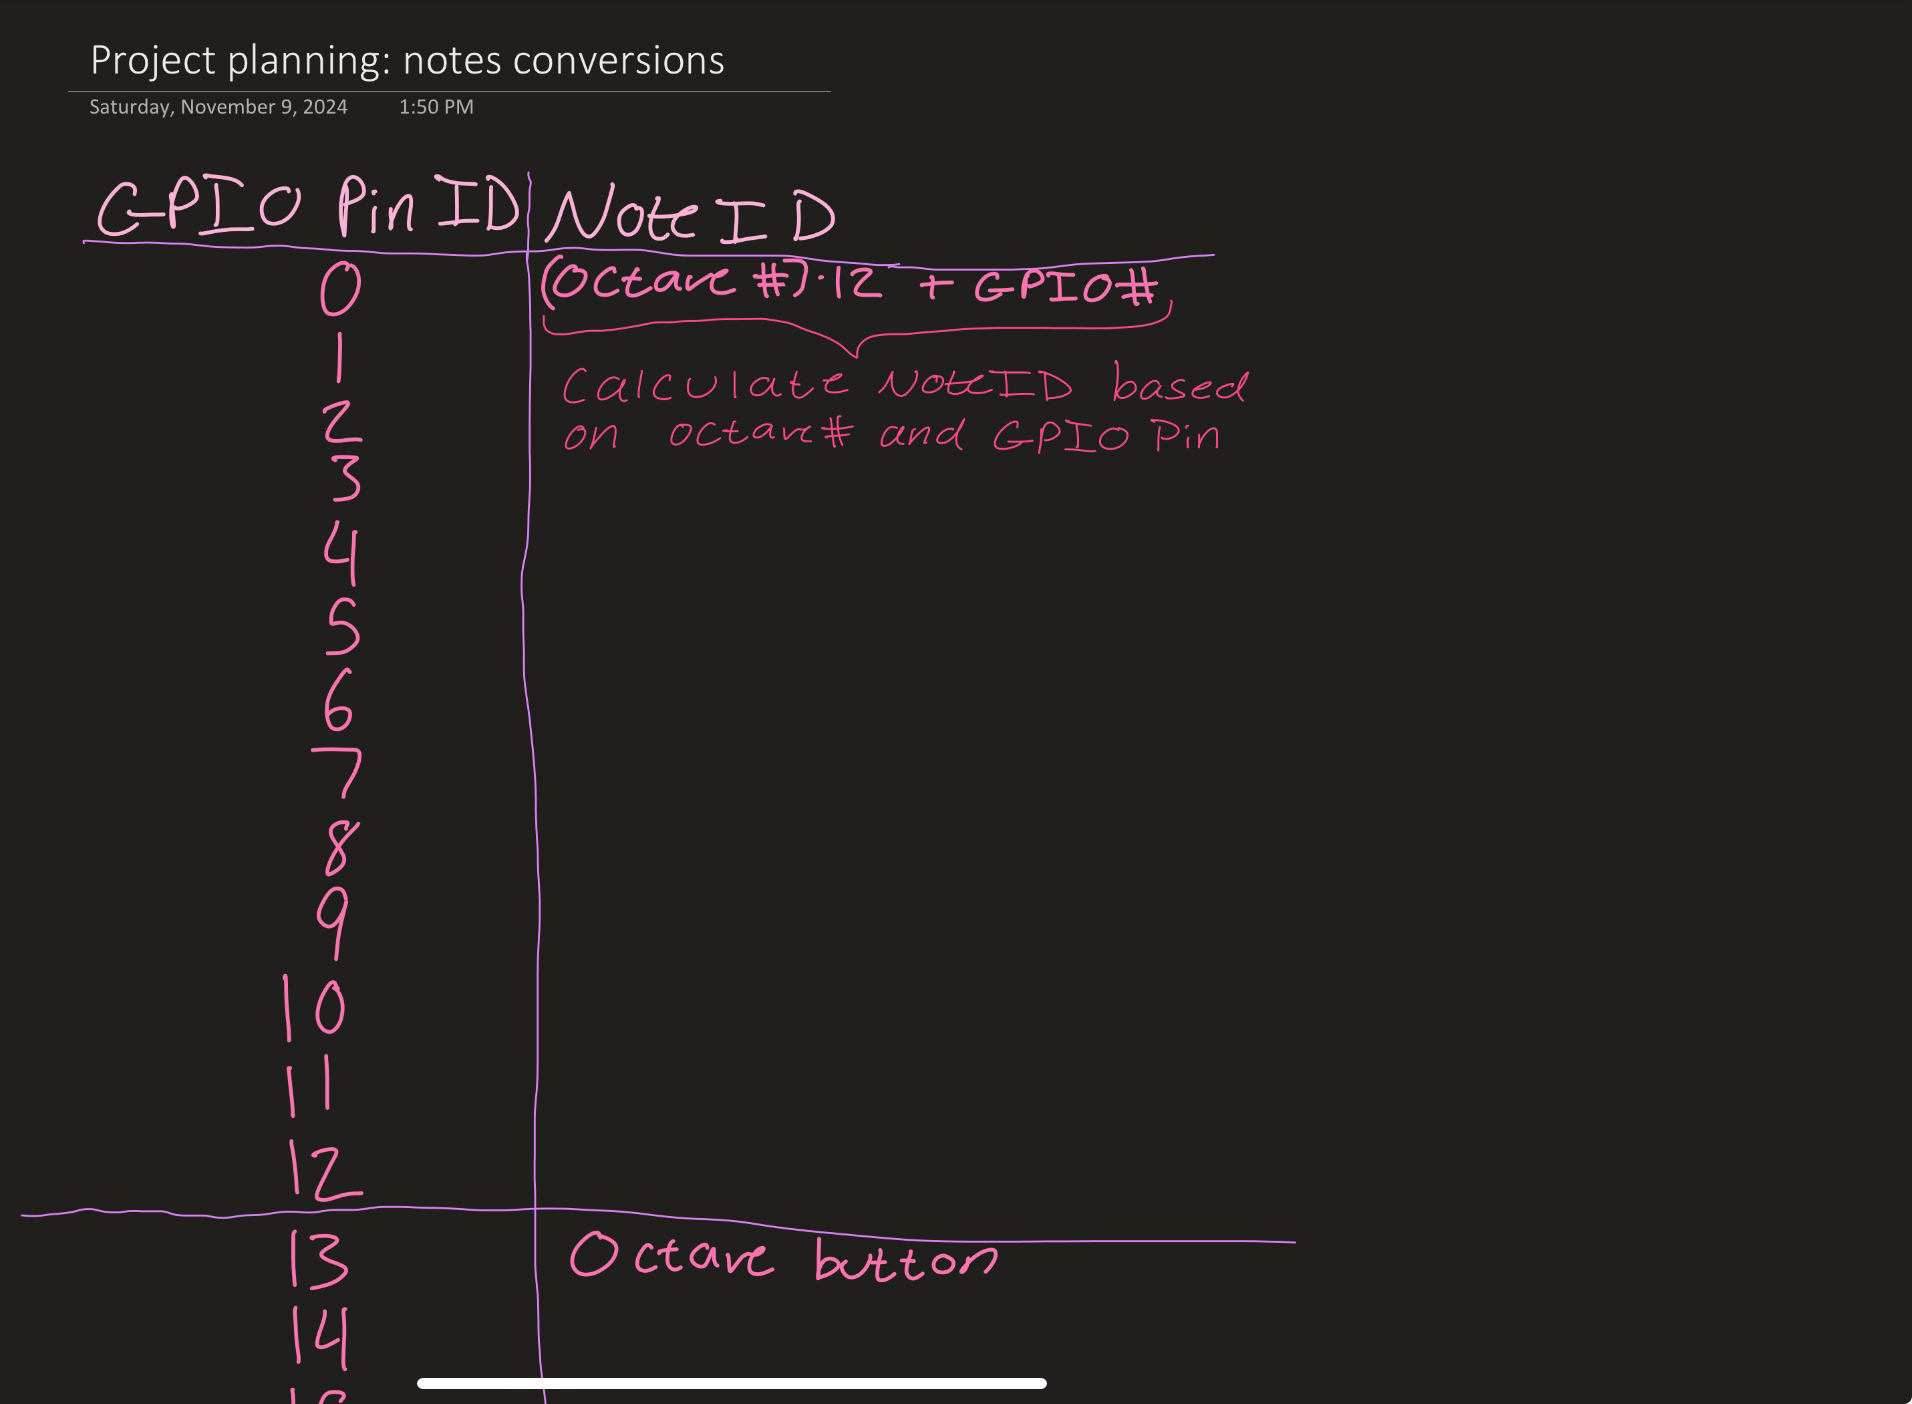 Project planning: notes conversions
Saturday, November 9, 2024 1:50 PM
GPIO Pin ID Note ID
0 (Octave #)·12 + GPIO#
1
Calculate NoteID based
2 on octave# and GPIO Pin
3
4
5
6
7
8
9
10
11
12
13 Octave button
14